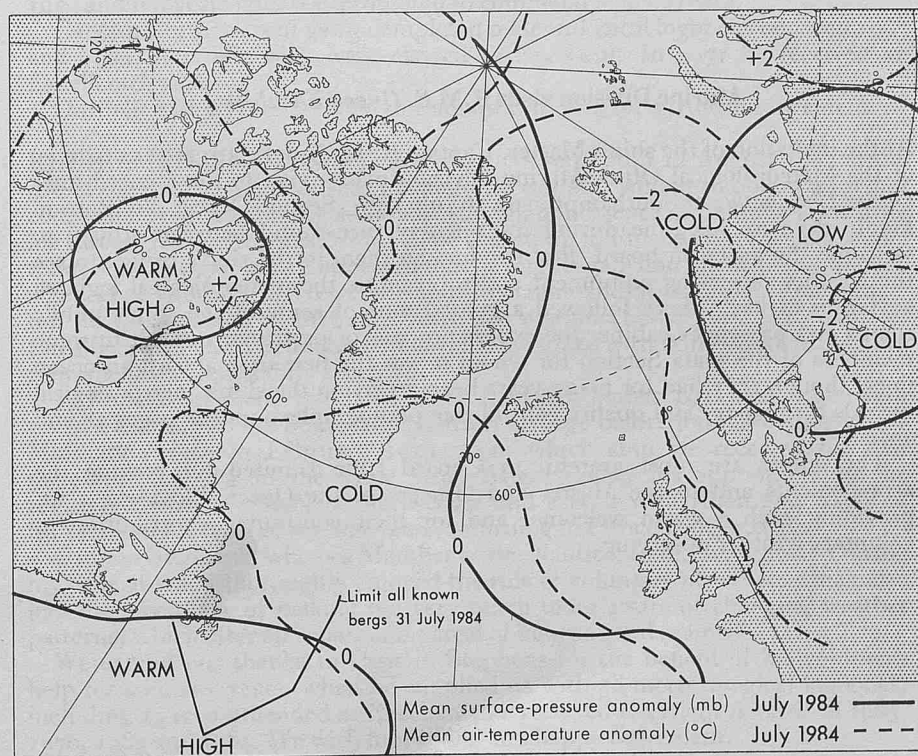 0
+2
120°
0°
0
0
-2
COLD
LOW
0
WARM
+2
HIGH
30°
-2
COLD
60°
0
0
30°
60°
COLD
0
0
0
0
Limit all known
bergs 31 July 1984
0
WARM
HIGH
Mean surface-pressure anomaly (mb) July 1984
Mean air-temperature anomaly (°C) July 1984